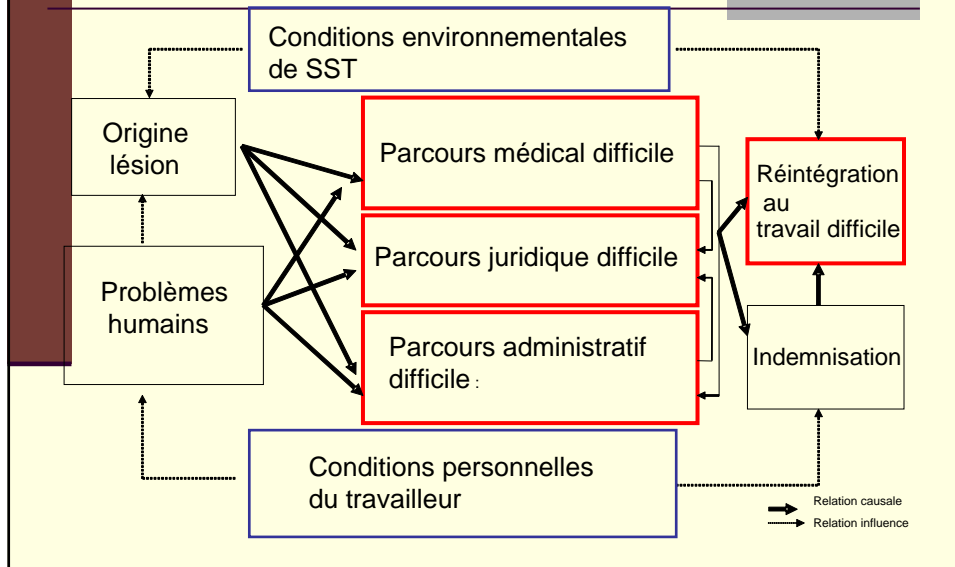 Conditions environnementales
de SST
Origine
lésion
Parcours médical difficile
Réintégration
au
travail difficile
Parcours juridique difficile
Problèmes
humains
Parcours administratif
difficile :
Indemnisation
Conditions personnelles
du travailleur
Relation causale
Relation influence